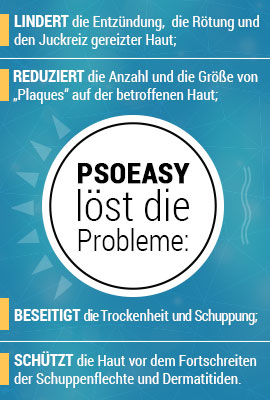 LINDERT die Entzündung, die Rötung und
den Juckreiz gereizter Haut;
REDUZIERT die Anzahl und die Größe von
„Plaques“ auf der betroffenen Haut;
PSOEASY
löst die
Probleme:
BESEITIGT die Trockenheit und Schuppung;
SCHÜTZT die Haut vor dem Fortschreiten
der Schuppenflechte und Dermatitiden.